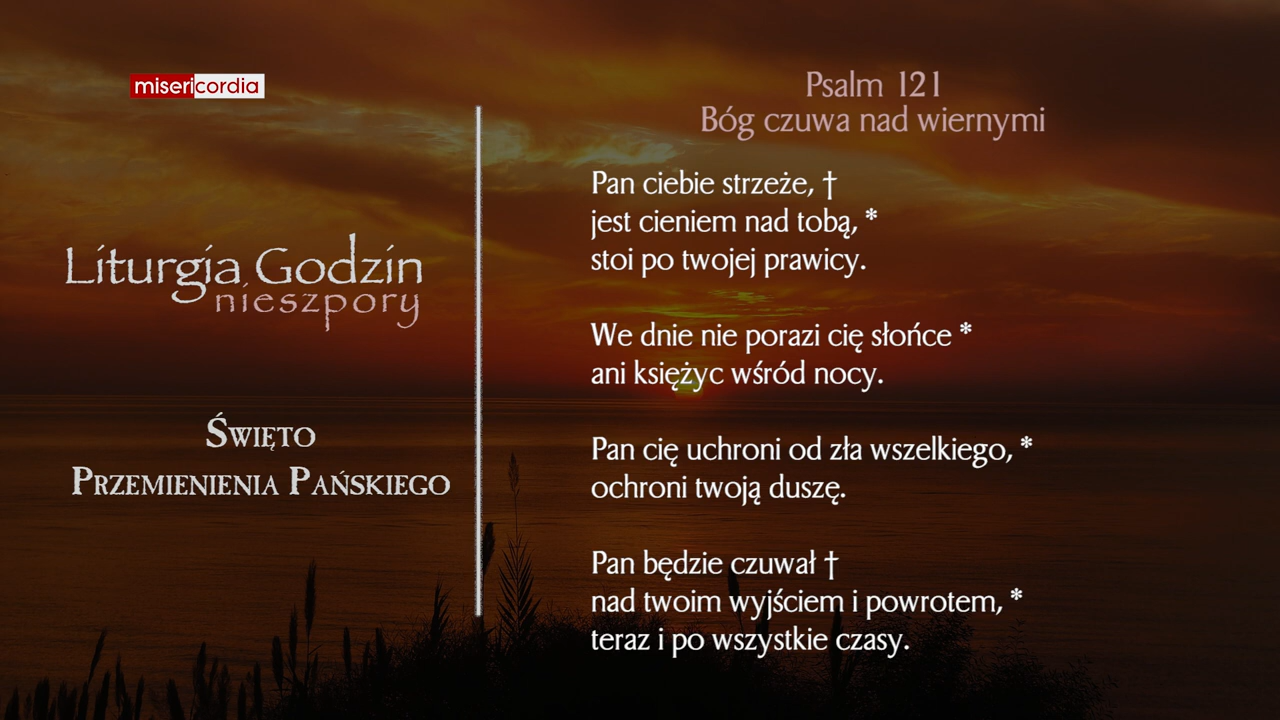 misericordia
Liturgia Godzin
nieszpory
Święto
Przemienienia Pańskiego
Psalm 121
Bóg czuwa nad wiernymi
Pan ciebie strzeże, †
jest cieniem nad tobą, *
stoi po twojej prawicy.
We dnie nie porazi cię słońce *
ani księżyc wśród nocy.
Pan cię uchroni od zła wszelkiego, *
ochroni twoją duszę.
Pan będzie czuwał †
nad twoim wyjściem i powrotem, *
teraz i po wszystkie czasy.